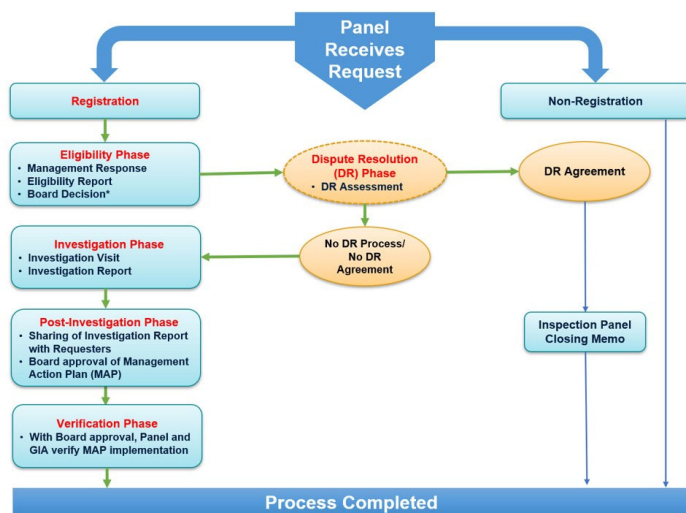 Panel
Receives
Request
Registration
Non-Registration
Eligibility Phase
• Management Response
• Eligibility Report
• Board Decision*
Dispute Resolution
(DR) Phase
• DR Assessment
DR Agreement
No DR Process/
No DR
Agreement
Investigation Phase
• Investigation Visit
• Investigation Report
Post-Investigation Phase
• Sharing of Investigation Report
with Requesters
• Board approval of Management
Action Plan (MAP)
Inspection Panel
Closing Memo
Verification Phase
• With Board approval, Panel and
GIA verify MAP implementation
Process Completed